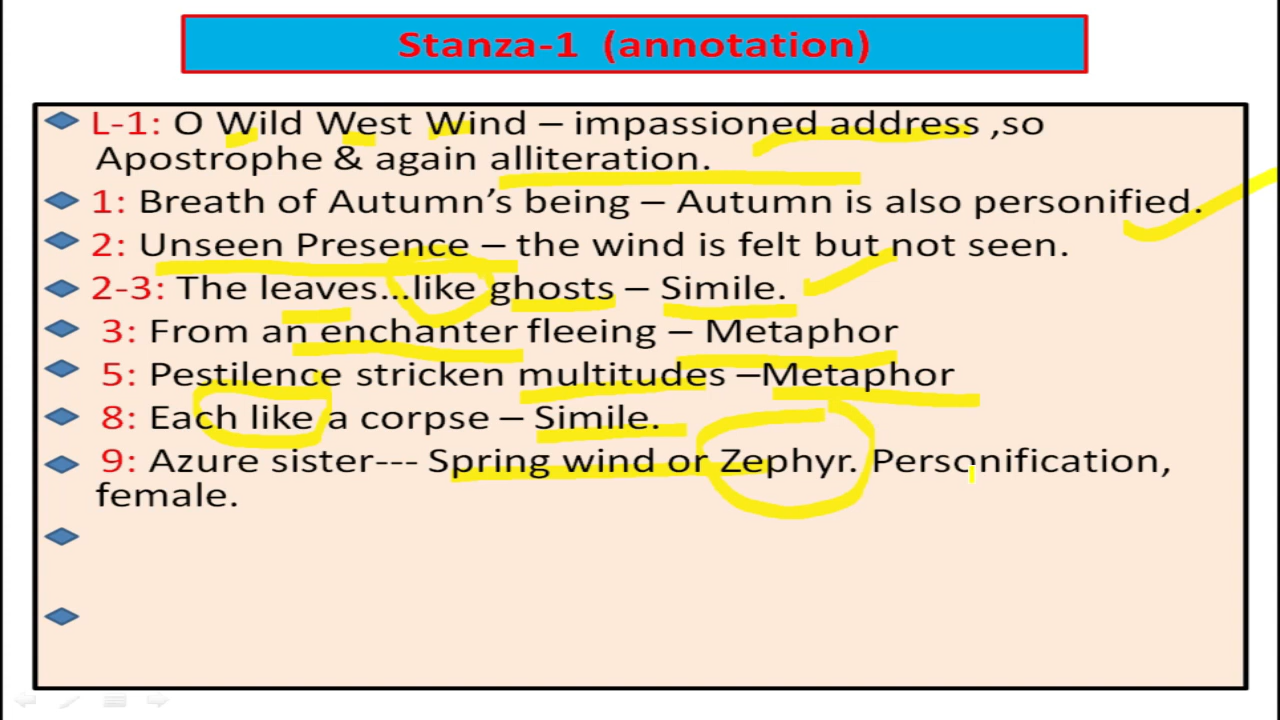 Stanza-1 (annotation)
L-1: O Wild West Wind – impassioned address ,so
Apostrophe & again alliteration.
1: Breath of Autumn's being – Autumn is also personified.
2: Unseen Presence – the wind is felt but not seen.
2-3: The leaves...like ghosts – Simile.
3: From an enchanter fleeing – Metaphor
5: Pestilence stricken multitudes –Metaphor
8: Each like a corpse – Simile.
9: Azure sister--- Spring wind or Zephyr. Personification,
female.